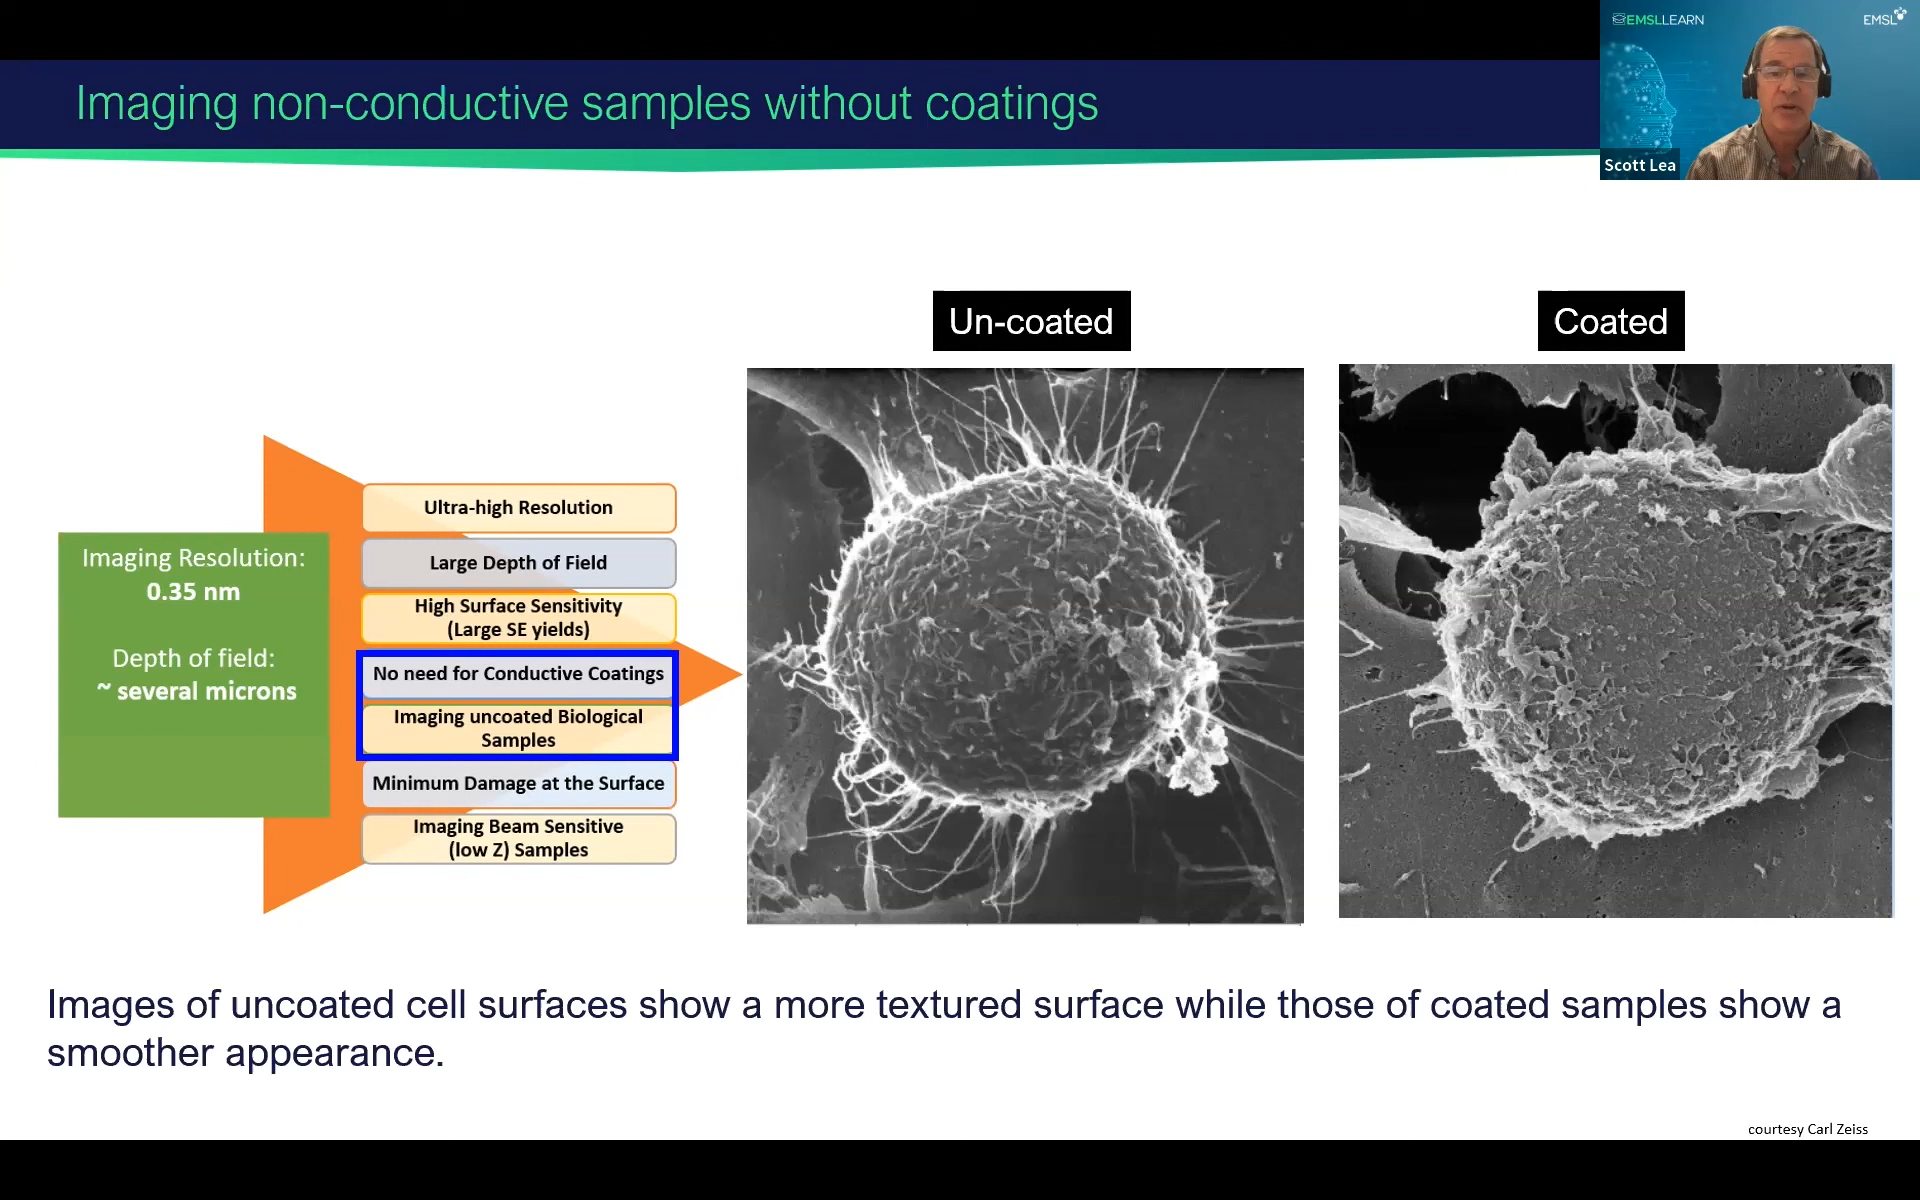 EMSLLEARN
EMSL
Scott Lea
Imaging non-conductive samples without coatings
Un-coated
Coated
Imaging Resolution:
0.35 nm
Depth of field:
~ several microns
Ultra-high Resolution
Large Depth of Field
High Surface Sensitivity
(Large SE yields)
No need for Conductive Coatings
Imaging uncoated Biological
Samples
Minimum Damage at the Surface
Imaging Beam Sensitive
(low Z) Samples
Images of uncoated cell surfaces show a more textured surface while those of coated samples show a
smoother appearance.
courtesy Carl Zeiss